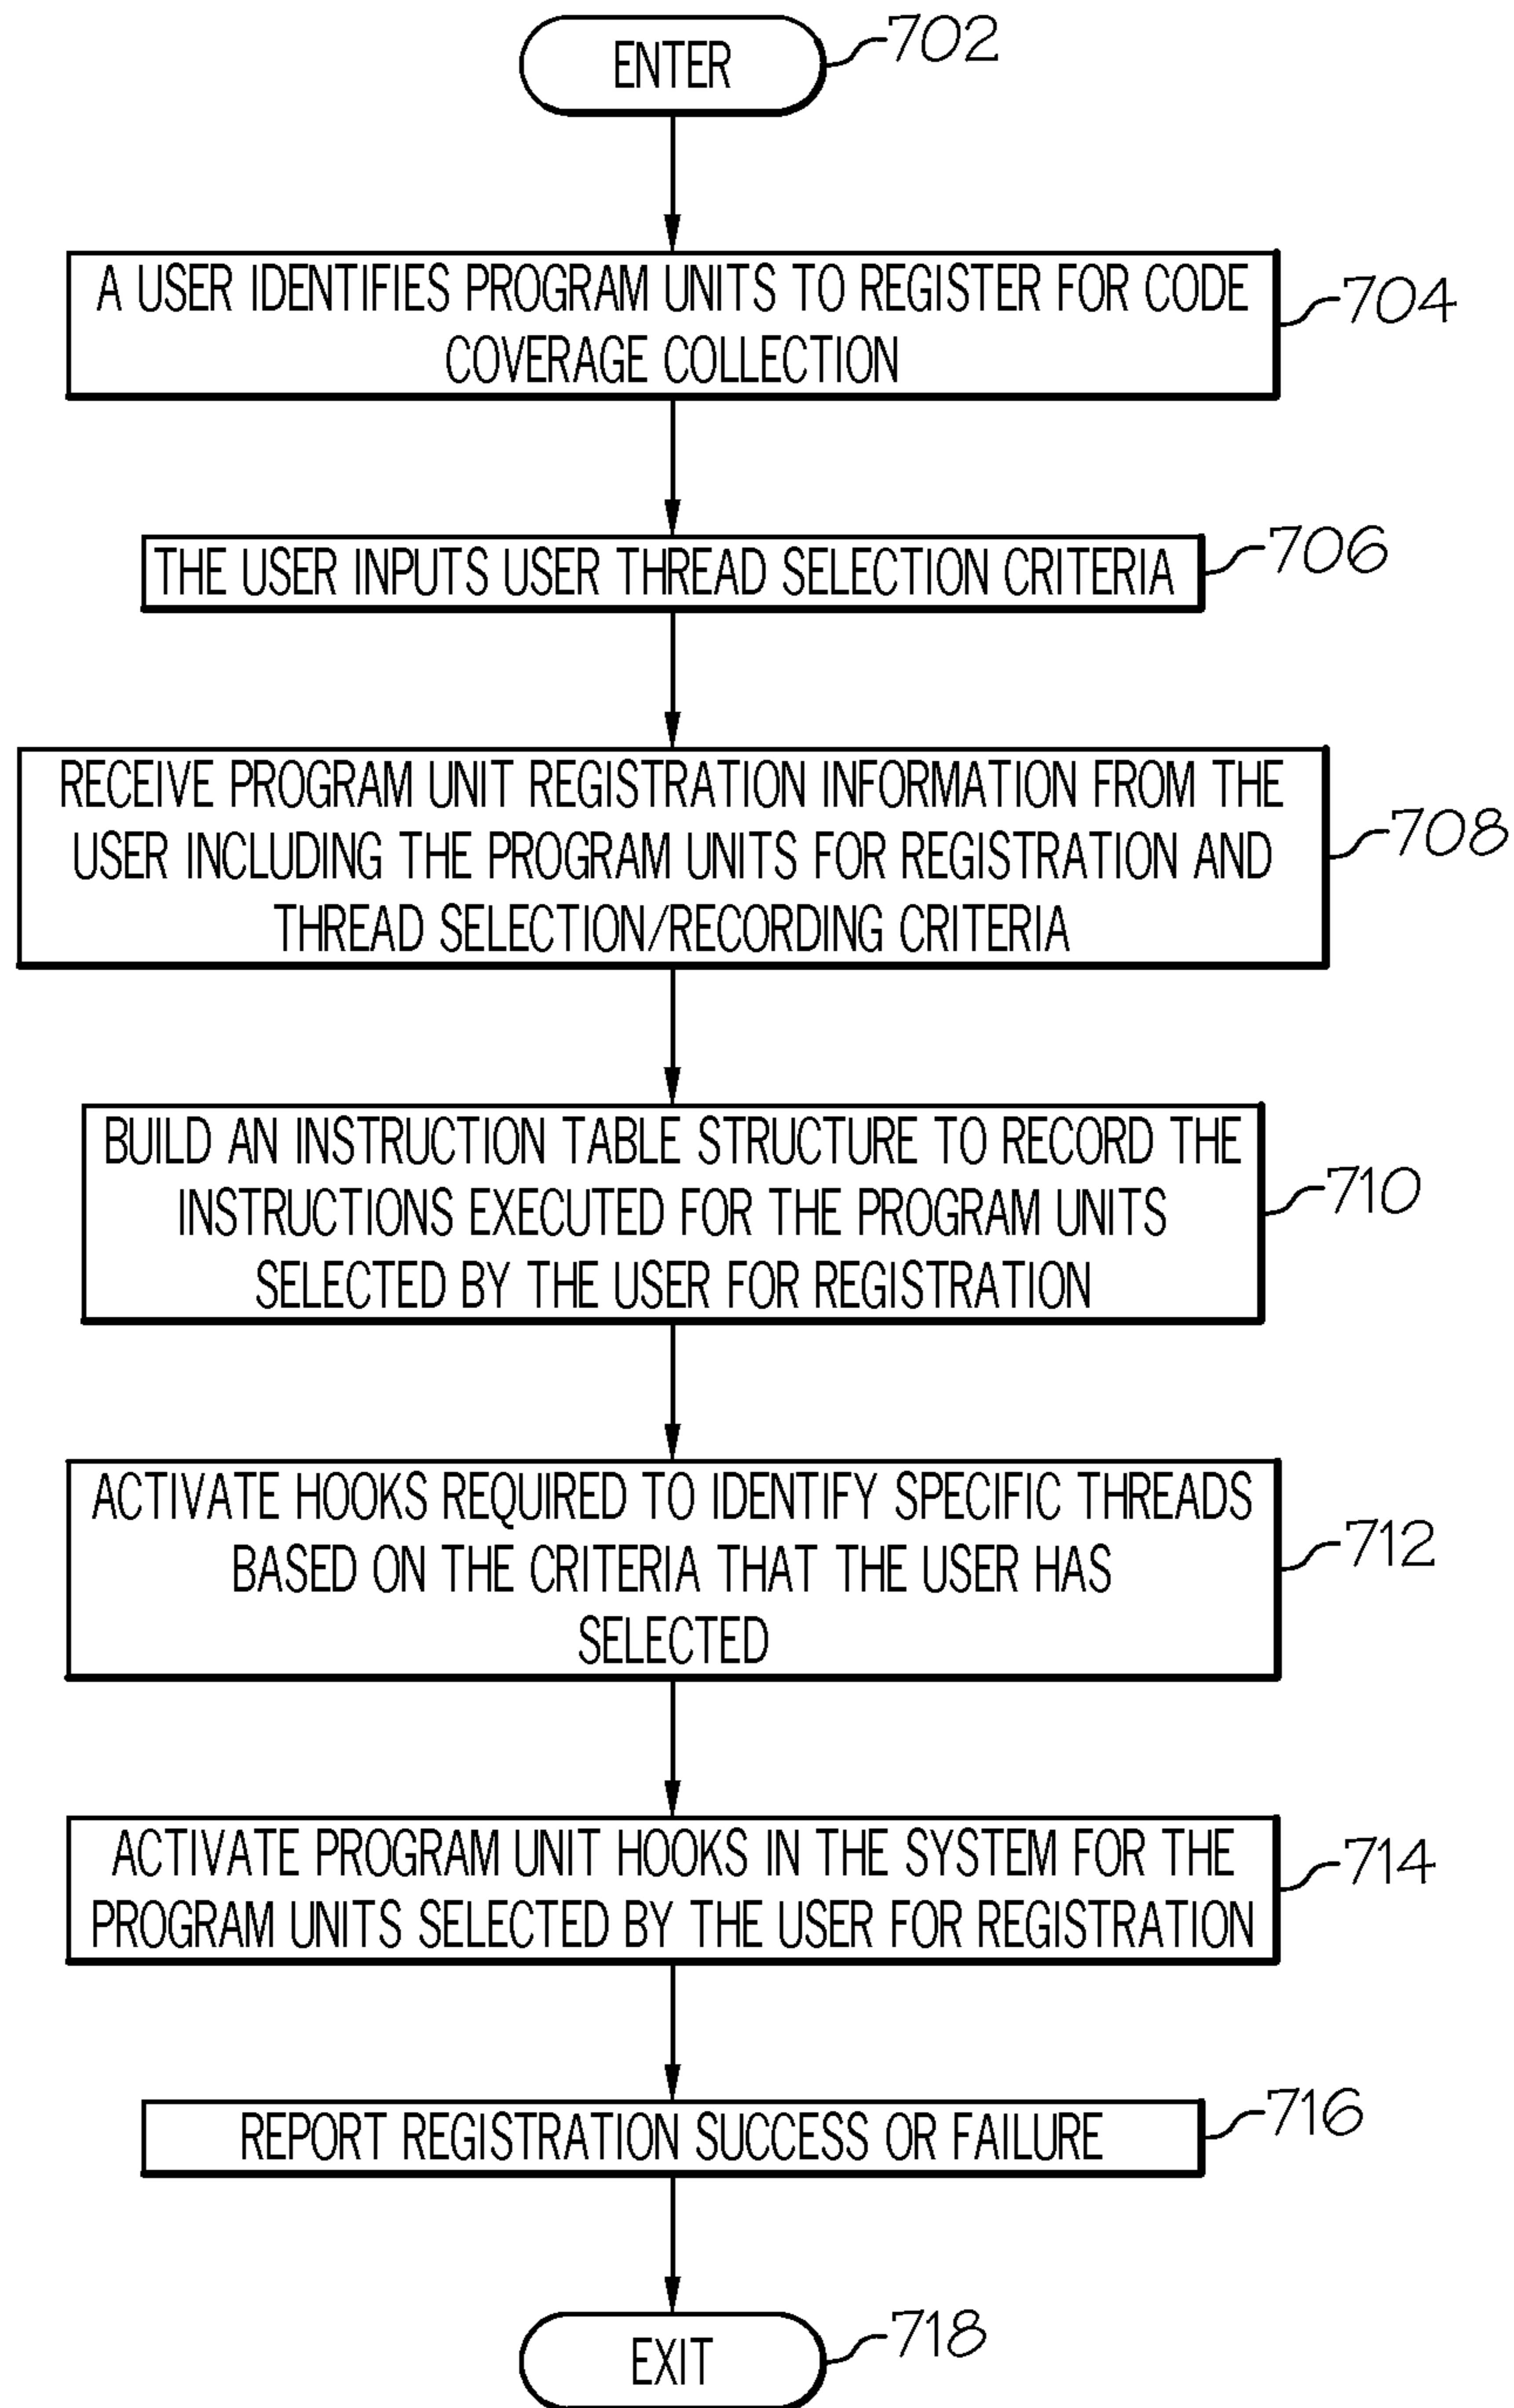 ENTER
702
A USER IDENTIFIES PROGRAM UNITS TO REGISTER FOR CODE
COVERAGE COLLECTION
704
THE USER INPUTS USER THREAD SELECTION CRITERIA
706
RECEIVE PROGRAM UNIT REGISTRATION INFORMATION FROM THE
USER INCLUDING THE PROGRAM UNITS FOR REGISTRATION AND
THREAD SELECTION/RECORDING CRITERIA
708
BUILD AN INSTRUCTION TABLE STRUCTURE TO RECORD THE
INSTRUCTIONS EXECUTED FOR THE PROGRAM UNITS
SELECTED BY THE USER FOR REGISTRATION
710
ACTIVATE HOOKS REQUIRED TO IDENTIFY SPECIFIC THREADS
BASED ON THE CRITERIA THAT THE USER HAS
SELECTED
712
ACTIVATE PROGRAM UNIT HOOKS IN THE SYSTEM FOR THE
PROGRAM UNITS SELECTED BY THE USER FOR REGISTRATION
714
REPORT REGISTRATION SUCCESS OR FAILURE
716
EXIT
718